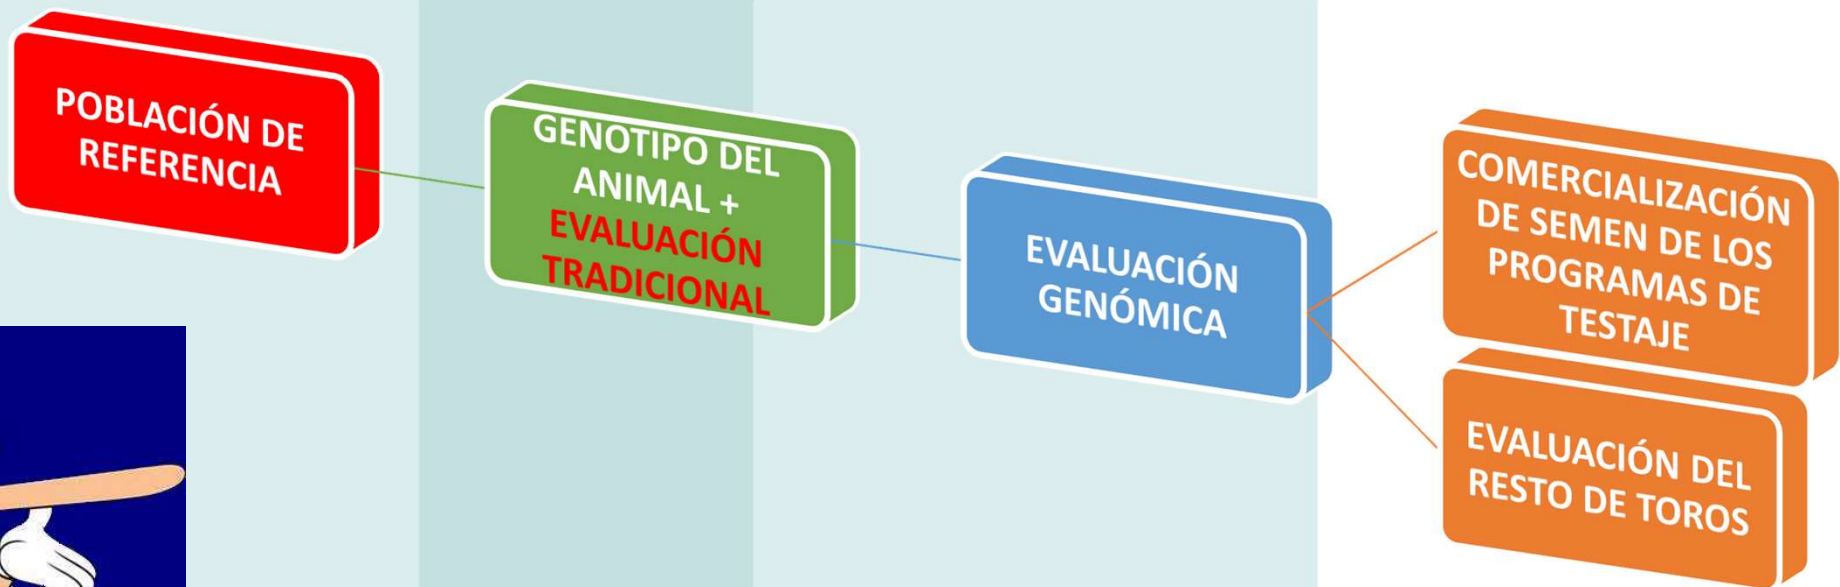 POBLACIÓN DE
REFERENCIA
GENOTIPO DEL
ANIMAL +
EVALUACIÓN
TRADICIONAL
EVALUACIÓN
GENÓMICA
COMERCIALIZACIÓN
DE SEMEN DE LOS
PROGRAMAS DE
TESTAJE
EVALUACIÓN DEL
RESTO DE TOROS